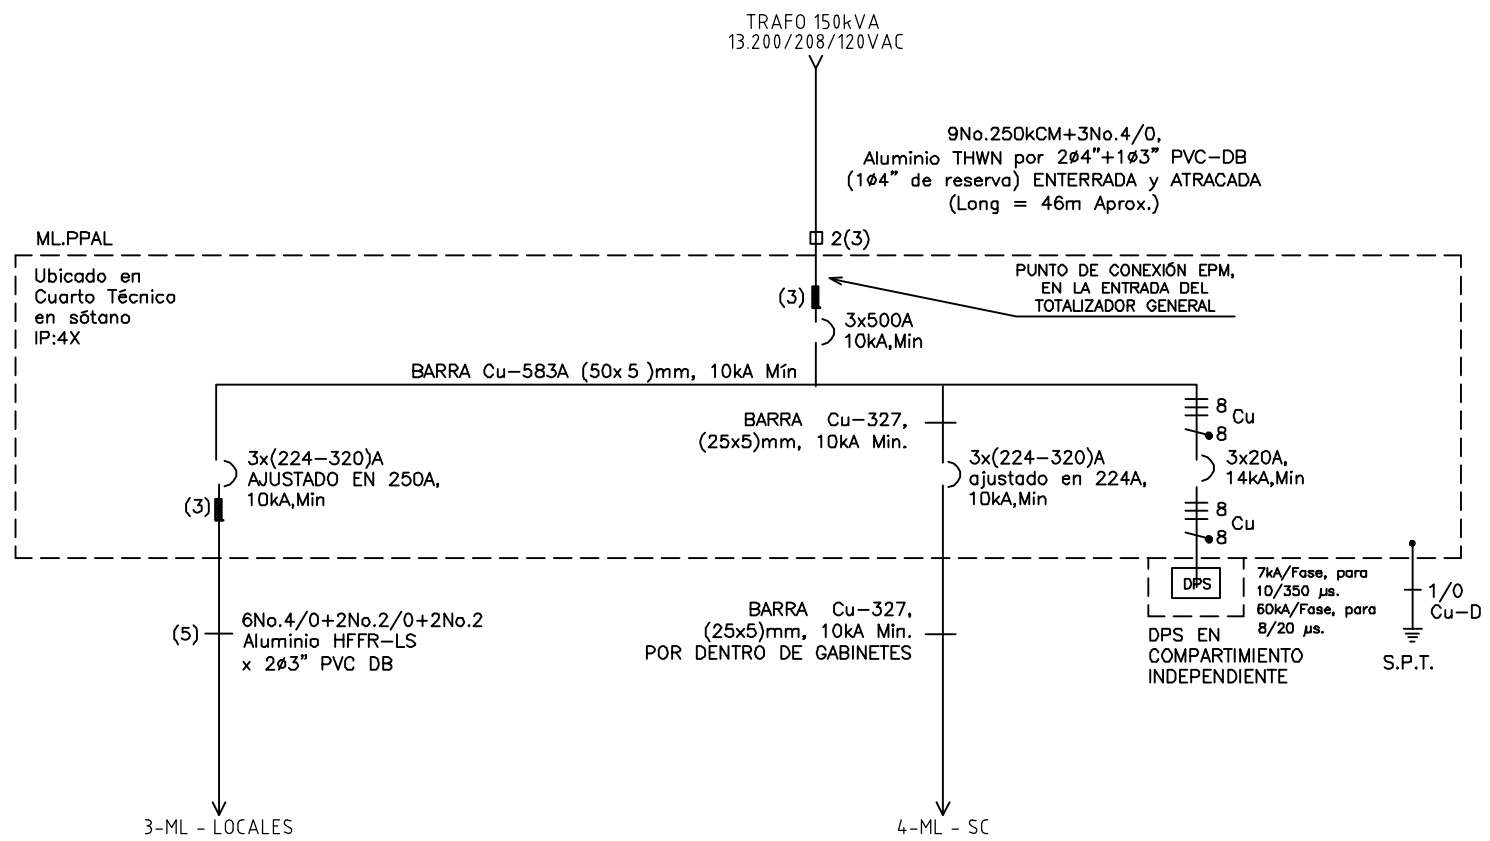 TRAFO 150kVA
13.200/208/120VAC
9No.250kCM+3No.4/0,
Aluminio THWN por 2ø4”+1ø3” PVC-DB
(1ø4” de reserva) ENTERRADA y ATRACADA
(Long = 46m Aprox.)
ML.PPAL
2(3)
Ubicado en
Cuarto Técnico
en sótano
IP:4X
PUNTO DE CONEXIÓN EPM,
EN LA ENTRADA DEL
TOTALIZADOR GENERAL
(3)
3x500A
10kA,Min
BARRA Cu-583A (50x 5 )mm, 10kA Mín
BARRA Cu-327,
(25x5)mm, 10kA Min.
8
Cu
8
3x(224-320)A
AJUSTADO EN 250A,
10kA,Min
(3)
3x(224-320)A
ajustado en 224A,
10kA,Min
3x20A,
14kA,Min
8
Cu
8
DPS
7kA/Fase, para
10/350 µs.
60kA/Fase, para
8/20 µs.
1/0
Cu-D
(5)
6No.4/0+2No.2/0+2No.2
Aluminio HFFR-LS
x 2ø3” PVC DB
BARRA Cu-327,
(25x5)mm, 10kA Min.
POR DENTRO DE GABINETES
DPS EN
COMPARTIMIENTO
INDEPENDIENTE
S.P.T.
3-ML - LOCALES
4-ML - SC